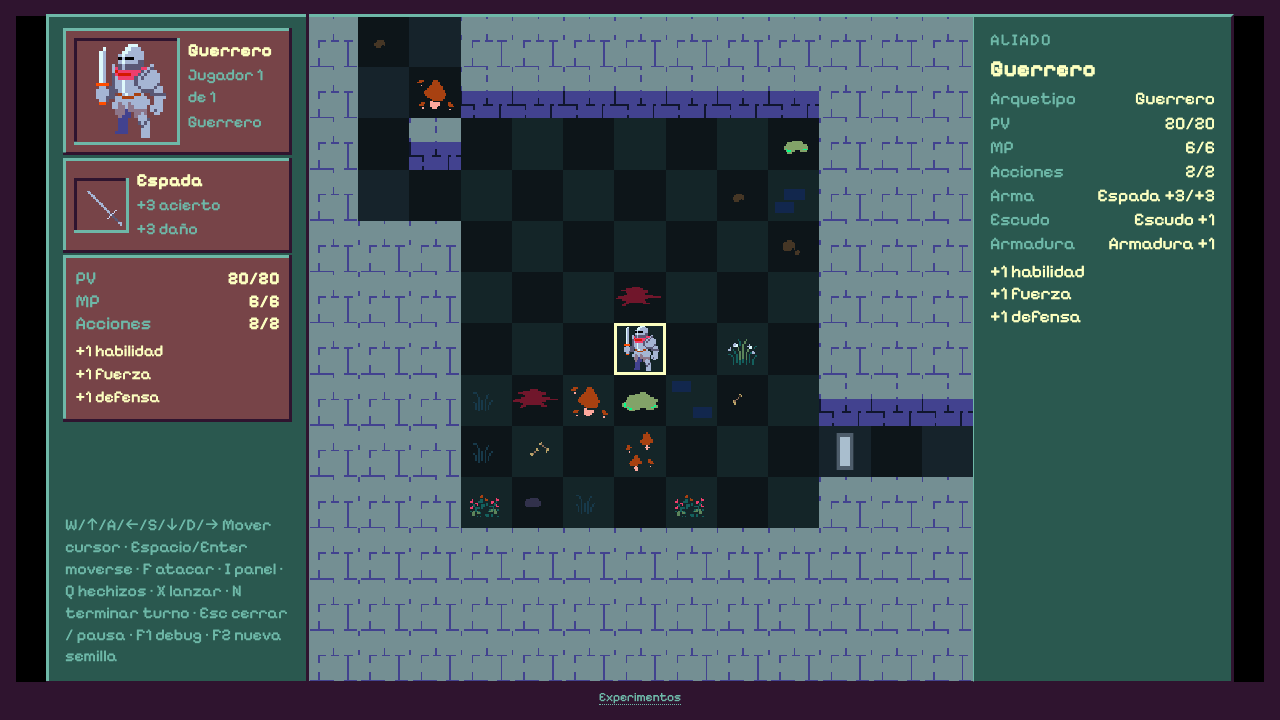 Guerrero
Jugador 1
de 1
Guerrero
Espada
+3 acierto
+3 daño
PV 20/20
MP 6/6
Acciones 2/2
+1 habilidad
+1 fuerza
+1 defensa
W/↑/A/←/S/↓/D/→ Mover
cursor · Espacio/Enter
moverse · F atacar · I panel ·
Q hechizos · X lanzar · N
terminar turno · Esc cerrar
/ pausa · F1 debug · F2 nueva
semilla
ALIADO
Guerrero
Arquetipo Guerrero
PV 20/20
MP 6/6
Acciones 2/2
Arma Espada +3/+3
Escudo Escudo +1
Armadura Armadura +1
+1 habilidad
+1 fuerza
+1 defensa
Experimentos